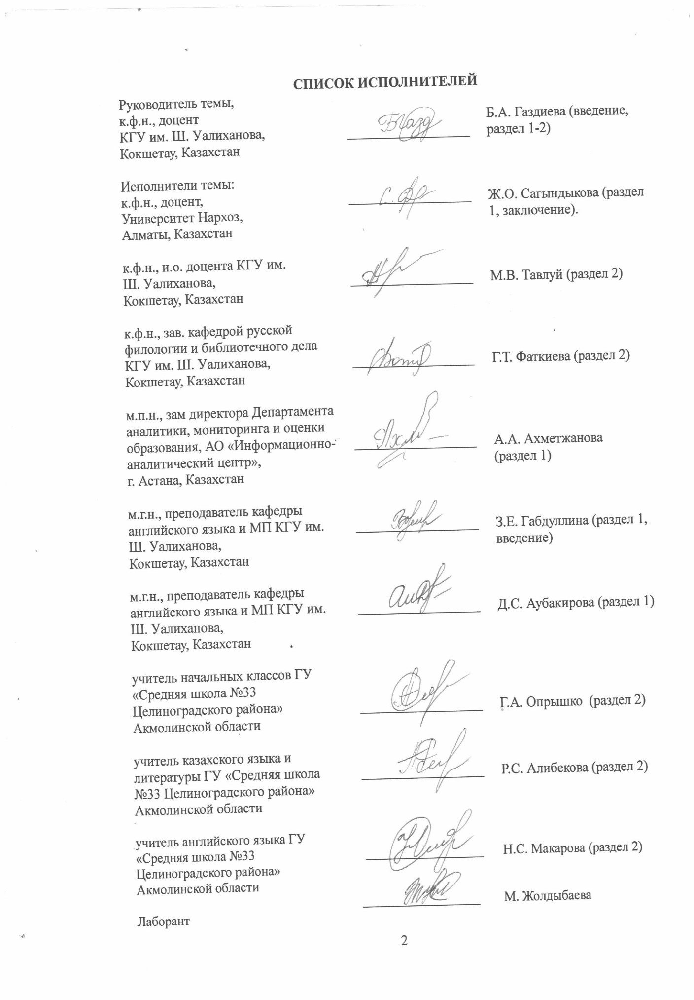 СПИСОК ИСПОЛНИТЕЛЕЙ
Руководитель темы,
к.ф.н., доцент
КГУ им. Ш. Уалиханова,
Кокшетау, Казахстан
Б.А. Газдиева (введение,
раздел 1-2)
Исполнители темы:
к.ф.н., доцент,
Университет Нархоз,
Алматы, Казахстан
Ж.О. Сагындыкова (раздел
1, заключение).
к.ф.н., и.о. доцента КГУ им.
Ш. Уалиханова,
Кокшетау, Казахстан
М.В. Тавлуй (раздел 2)
к.ф.н., зав. кафедрой русской
филологии и библиотечного дела
КГУ им. Ш. Уалиханова,
Кокшетау, Казахстан
Г.Т. Фаткиева (раздел 2)
м.п.н., зам директора Департамента
аналитики, мониторинга и оценки
образования, АО «Информационно-
аналитический центр»,
г. Астана, Казахстан
А.А. Ахметжанова
(раздел 1)
м.г.н., преподаватель кафедры
английского языка и МП КГУ им.
Ш. Уалиханова,
Кокшетау, Казахстан
З.Е. Габдуллина (раздел 1,
введение)
м.г.н., преподаватель кафедры
английского языка и МП КГУ им.
Ш. Уалиханова,
Кокшетау, Казахстан
Д.С. Аубакирова (раздел 1)
учитель начальных классов ГУ
«Средняя школа №33
Целиноградского района»
Акмолинской области
Г.А. Опрышко (раздел 2)
учитель казахского языка и
литературы ГУ «Средняя школа
№33 Целиноградского района»
Акмолинской области
Р.С. Алибекова (раздел 2)
учитель английского языка ГУ
«Средняя школа №33
Целиноградского района»
Акмолинской области
Н.С. Макарова (раздел 2)
Лаборант
М. Жолдыбаева
2